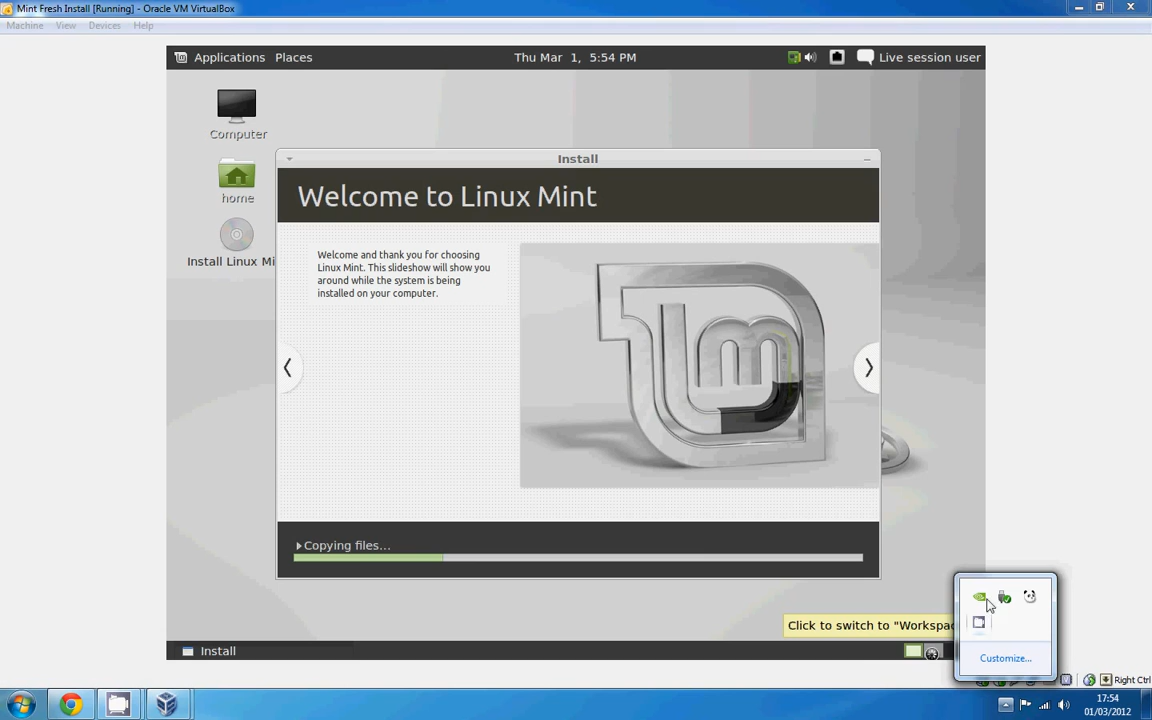 Mint Fresh Install [Running] - Oracle VM VirtualBox
Machine View Devices Help
Applications Places
Thu Mar 1, 5:54 PM
Live session user
Computer
home
Install Linux Mi
Install
Welcome to Linux Mint
Welcome and thank you for choosing
Linux Mint. This slideshow will show you
around while the system is being
installed on your computer.
Copying files...
Click to switch to "Workspac
Customize...
Install
Right Ctrl
17:54
01/03/2012